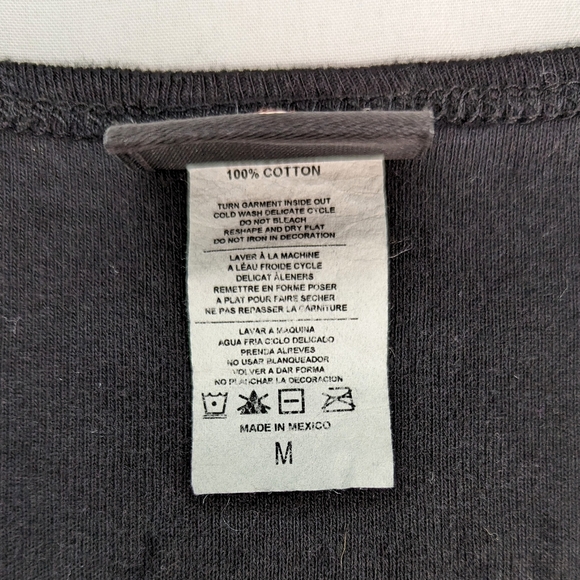 100% COTTON
TURN GARMENT INSIDE OUT
COLD WASH DELICATE CYCLE
DO NOT BLEACH
RESHAPE AND DRY FLAT
DO NOT IRON IN DECORATION
LAVER À LA MACHINE
A LÉAU FROIDE CYCLE
DELICAT ÀLENERS
REMETTRE EN FORME POSER
A PLAT POUR FAIRE SECHER
NE PAS REPASSER LA GARNITURE
LAVAR A MAQUINA
AGUA FRIA CICLO DELICADO
PRENDA ALREVES
NO USAR BLANQUEADOR
VOLVER A DAR FORMA
NO PLANCHAR LA DECORACION
MADE IN MEXICO
M